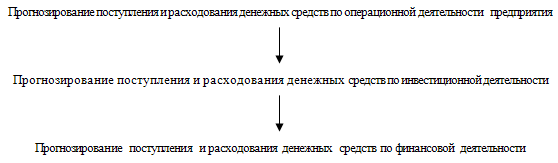 Прогнозирование поступления и расходования денежных средств по операционной деятельности предприятия
Прогнозирование поступления и расходования денежных средств по инвестиционной деятельности
Прогнозирование поступления и расходования денежных средств по финансовой деятельности